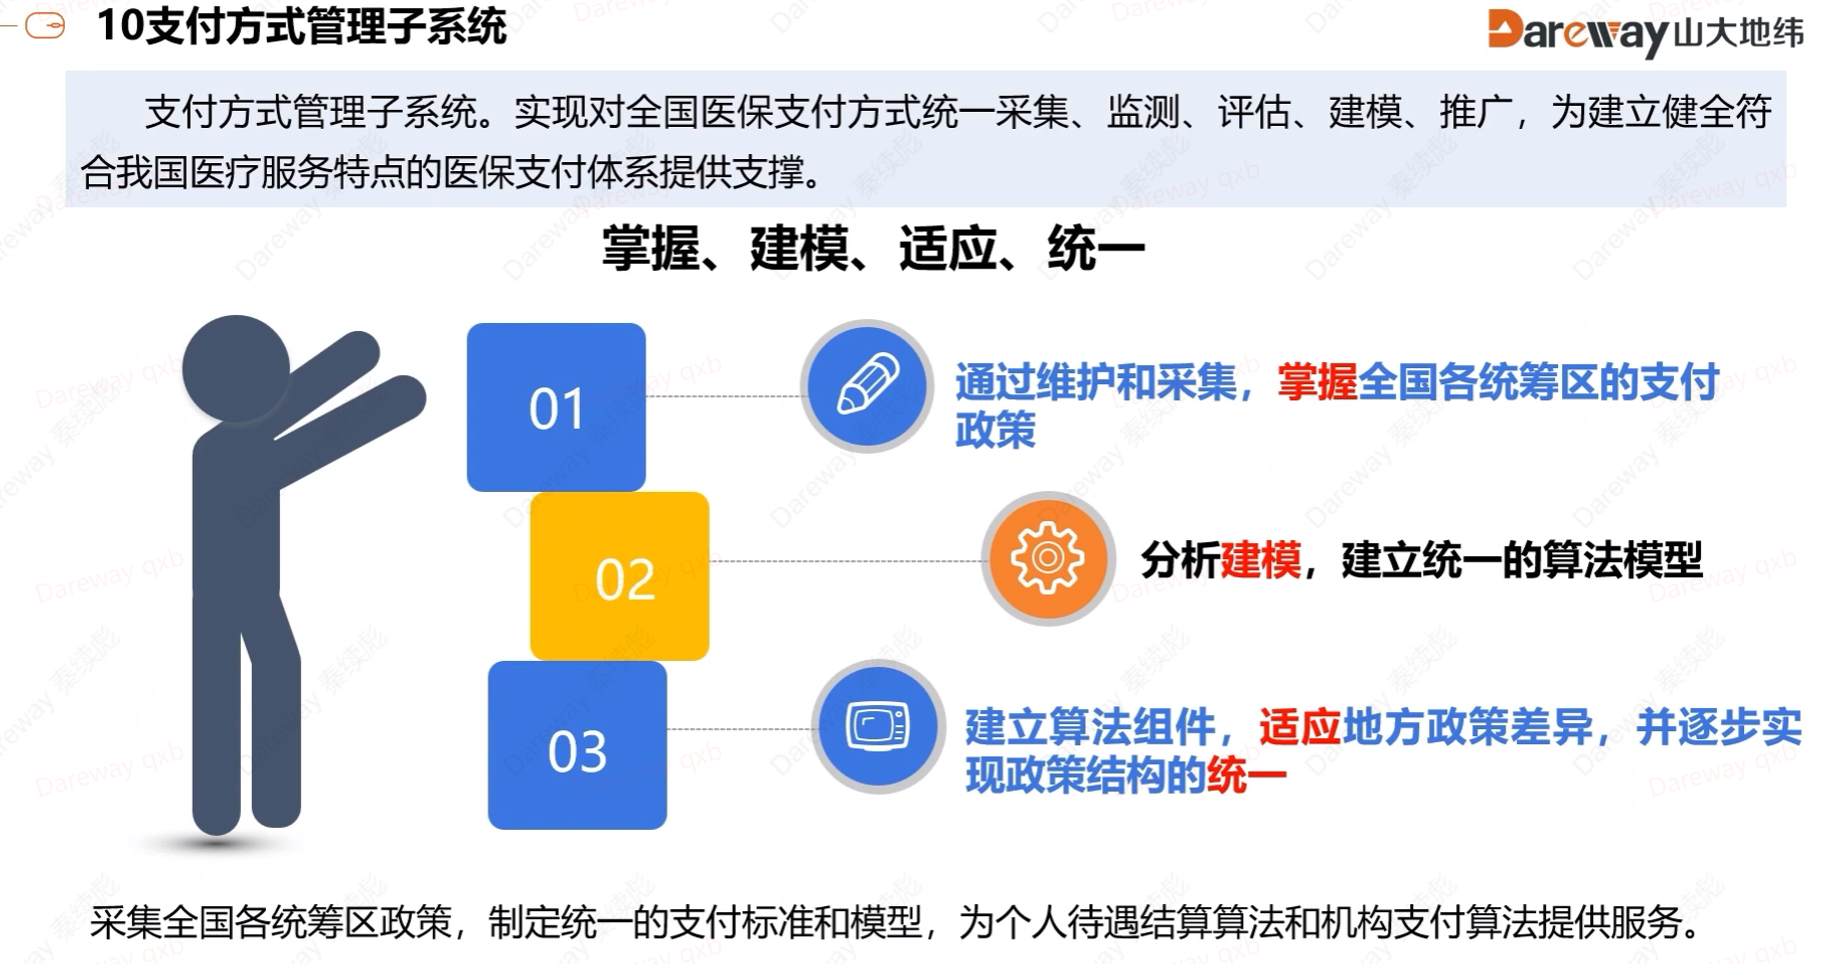 10支付方式管理子系统
Dareway山大地纬
支付方式管理子系统。实现对全国医保支付方式统一采集、监测、评估、建模、推广，为建立健全符
合我国医疗服务特点的医保支付体系提供支撑。
掌握、建模、适应、统一
01
通过维护和采集，掌握全国各统筹区的支付
政策
02
分析建模，建立统一的算法模型
03
建立算法组件，适应地方政策差异，并逐步实
现政策结构的统一
采集全国各统筹区政策，制定统一的支付标准和模型，为个人待遇结算算法和机构支付算法提供服务。
Dareway qxb
Dareway 秦续彪